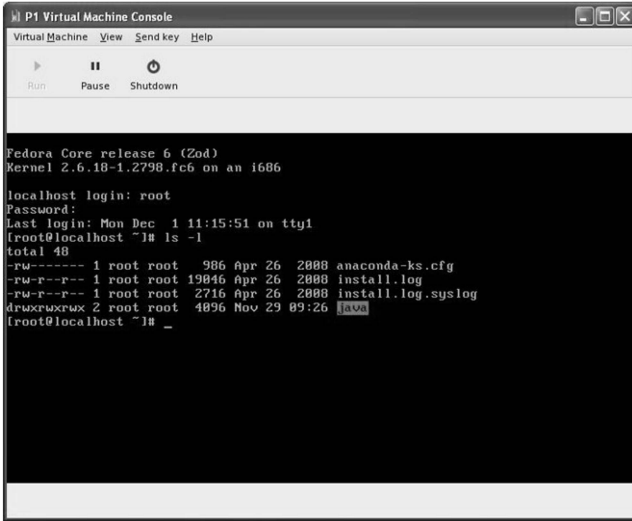 P1 Virtual Machine Console
Virtual Machine View Send key Help
Run Pause Shutdown
Fedora Core release 6 (Zod)
Kernel 2.6.18-1.2798.fc6 on an i686
localhost login: root
Password:
Last login: Mon Dec  1 11:15:51 on tty1
[root@localhost ~]# ls -l
total 48
-rw------- 1 root root   986 Apr 26  2008 anaconda-ks.cfg
-rw-r--r-- 1 root root 19046 Apr 26  2008 install.log
-rw-r--r-- 1 root root  2716 Apr 26  2008 install.log.syslog
drwxrwxrwx 2 root root  4096 Nov 29 09:26 java
[root@localhost ~]# _